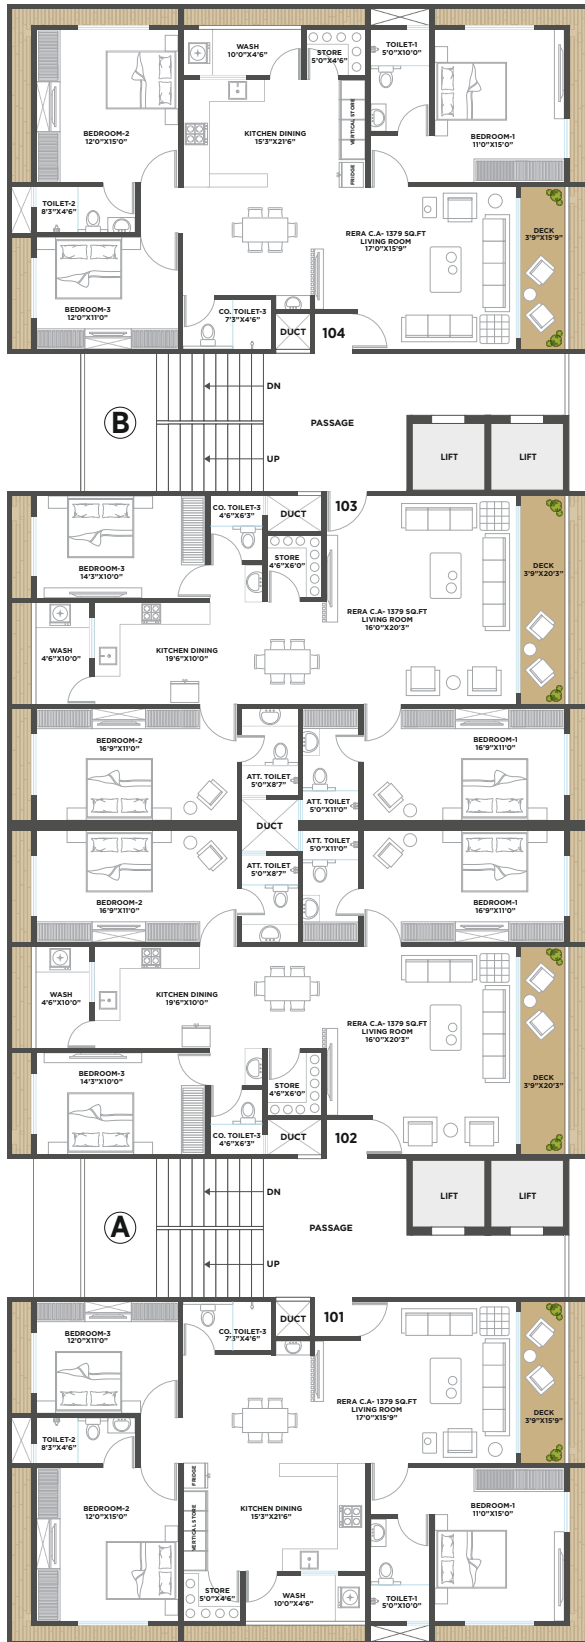 WASH
10'0"X4'6"
STORE
5'0"X4'6"
TOILET-1
5'0"X10'0"
BEDROOM-2
12'0"X15'0"
KITCHEN DINING
15'3"X21'6"
VERTICAL STORE
FRIDGE
BEDROOM-1
11'0"X15'0"
TOILET-2
8'3"X4'6"
RERA C.A- 1379 SQ.FT
LIVING ROOM
17'0"X15'9"
DECK
3'9"X15'9"
BEDROOM-3
12'0"X11'0"
CO. TOILET-3
7'3"X4'6"
DUCT
104
DN
B
PASSAGE
UP
LIFT
LIFT
CO. TOILET-3
4'6"X6'3"
DUCT
103
BEDROOM-3
14'3"X10'0"
STORE
4'6"X6'0"
DECK
3'9"X20'3"
RERA C.A- 1379 SQ.FT
LIVING ROOM
16'0"X20'3"
WASH
4'6"X10'0"
KITCHEN DINING
19'6"X10'0"
BEDROOM-2
16'9"X11'0"
BEDROOM-1
16'9"X11'0"
ATT. TOILET
5'0"X8'7"
ATT. TOILET
5'0"X11'0"
DUCT
ATT. TOILET
5'0"X11'0"
ATT. TOILET
5'0"X8'7"
BEDROOM-2
16'9"X11'0"
BEDROOM-1
16'9"X11'0"
WASH
4'6"X10'0"
KITCHEN DINING
19'6"X10'0"
RERA C.A- 1379 SQ.FT
LIVING ROOM
16'0"X20'3"
BEDROOM-3
14'3"X10'0"
STORE
4'6"X6'0"
DECK
3'9"X20'3"
CO. TOILET-3
4'6"X6'3"
DUCT
102
DN
A
PASSAGE
UP
LIFT
LIFT
DUCT
101
CO. TOILET-3
7'3"X4'6"
BEDROOM-3
12'0"X11'0"
RERA C.A- 1379 SQ.FT
LIVING ROOM
17'0"X15'9"
DECK
3'9"X15'9"
TOILET-2
8'3"X4'6"
FRIDGE
VERTICAL STORE
BEDROOM-2
12'0"X15'0"
KITCHEN DINING
15'3"X21'6"
BEDROOM-1
11'0"X15'0"
STORE
5'0"X4'6"
WASH
10'0"X4'6"
TOILET-1
5'0"X10'0"